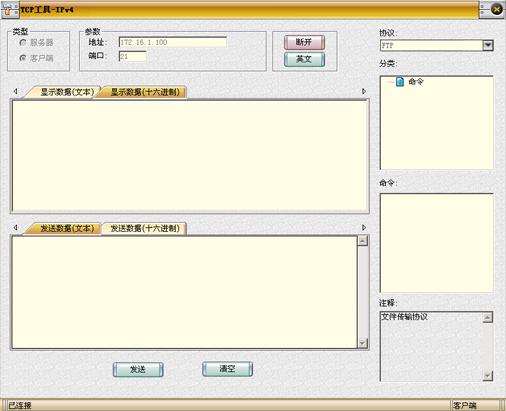 TCP工具-IPv4
类型
服务器
客户端
参数
地址: 172.16.1.100
端口: 21
断开
英文
协议:
FTP
分类:
命令
显示数据(文本) 显示数据(十六进制)
命令:
发送数据(文本) 发送数据(十六进制)
注释:
文件传输协议
发送 清空
已连接 客户端